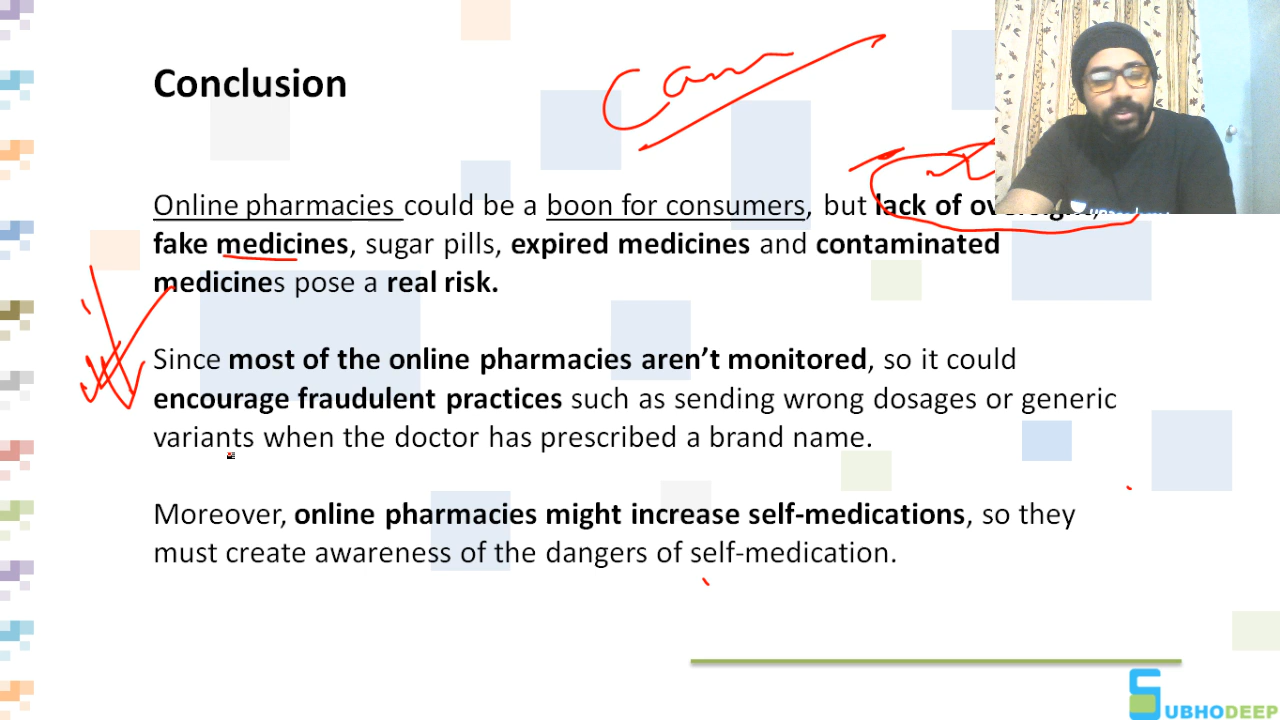 Conclusion
Online pharmacies could be a boon for consumers, but lack of
fake medicines, sugar pills, expired medicines and contaminated
medicines pose a real risk.
Since most of the online pharmacies aren’t monitored, so it could
encourage fraudulent practices such as sending wrong dosages or generic
variants when the doctor has prescribed a brand name.
Moreover, online pharmacies might increase self-medications, so they
must create awareness of the dangers of self-medication.
SUBHODEEP